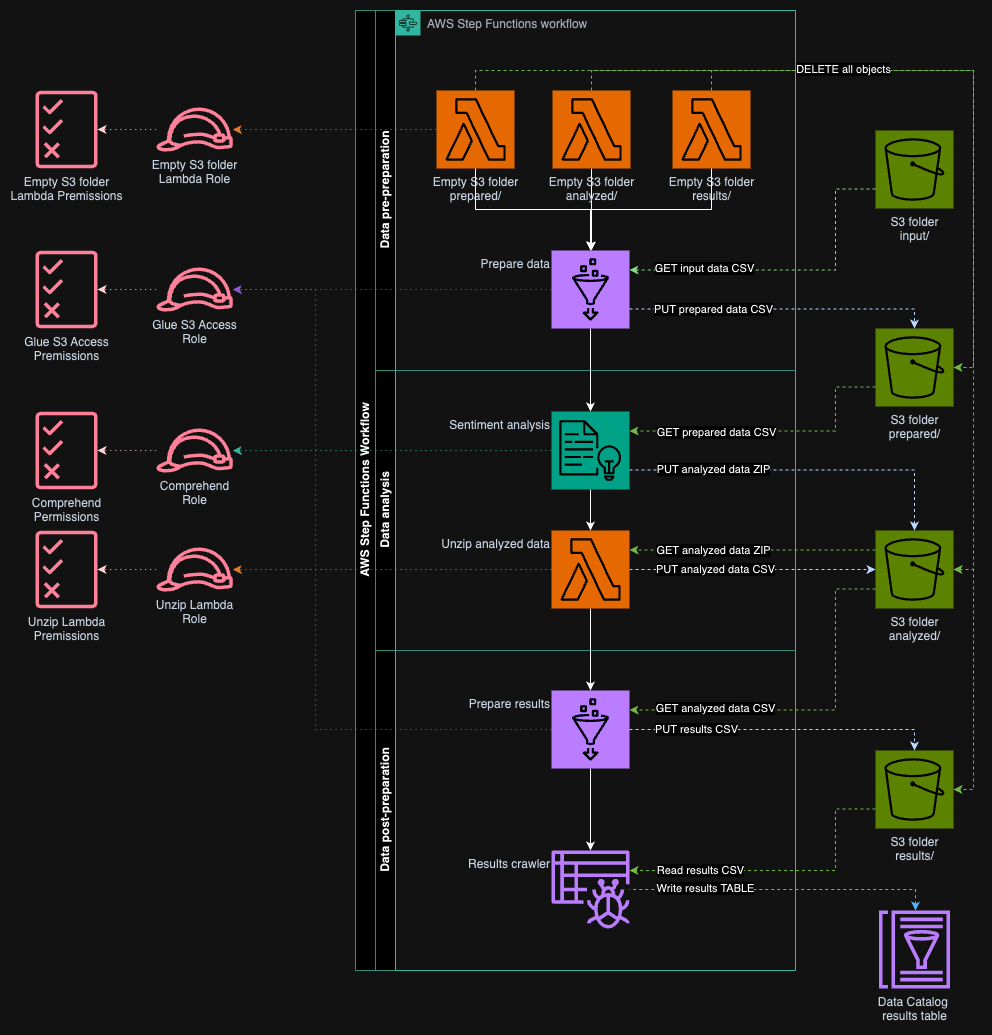 AWS Step Functions workflow
DELETE all objects
Data pre-preparation
Empty S3 folder
Lambda Premissions
Empty S3 folder
Lambda Role
Empty S3 folder
prepared/
Empty S3 folder
analyzed/
Empty S3 folder
results/
S3 folder
input/
Prepare data
GET input data CSV
PUT prepared data CSV
Glue S3 Access
Premissions
Glue S3 Access
Role
S3 folder
prepared/
AWS Step Functions Workflow
Data analysis
Sentiment analysis
GET prepared data CSV
PUT analyzed data ZIP
Comprehend
Permissions
Comprehend
Role
Unzip analyzed data
GET analyzed data ZIP
PUT analyzed data CSV
Unzip Lambda
Premissions
Unzip Lambda
Role
S3 folder
analyzed/
Data post-preparation
Prepare results
GET analyzed data CSV
PUT results CSV
S3 folder
results/
Results crawler
Read results CSV
Write results TABLE
Data Catalog
results table